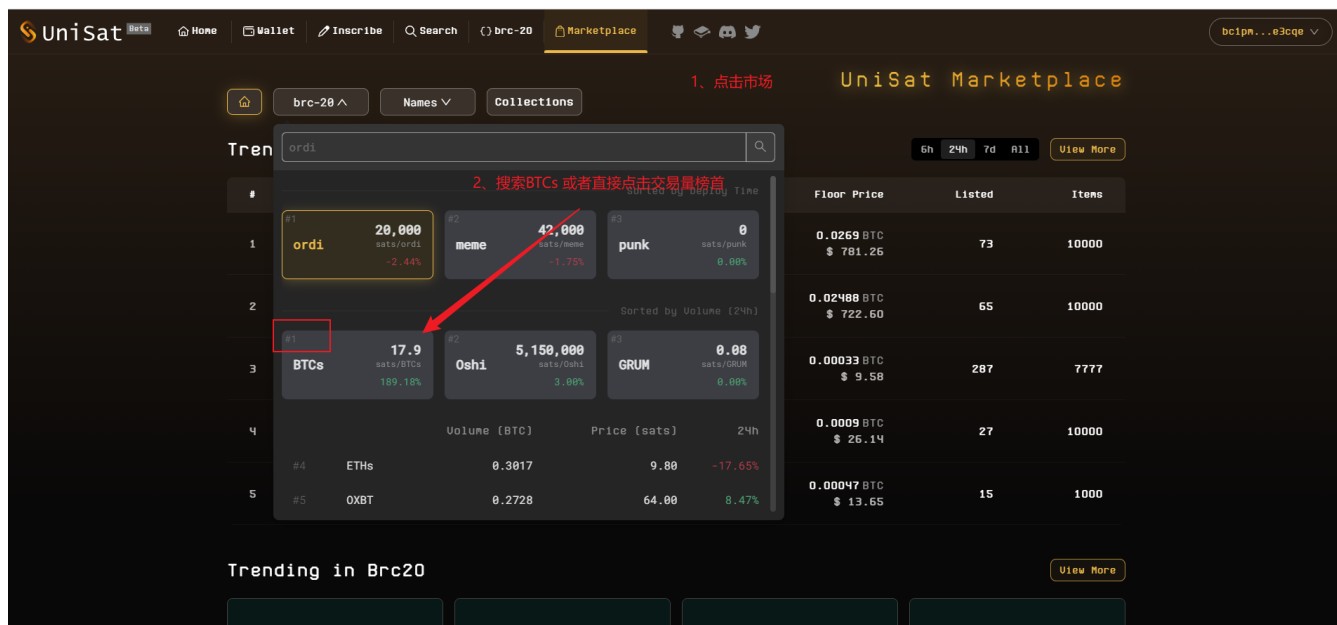 UniSat Beta Home Wallet Inscribe Search brc-20 Marketplace bc1pm...e3cqe
1、点击市场
UniSat Marketplace
brc-20 Names Collections
Tren
6h 24h 7d All View More
ordi
2、搜索BTCs 或者直接点击交易量榜首
Sorted by Deploy Time
# Floor Price Listed Items
#1 ordi 20,000 sats/ordi -2.44%
#2 meme 42,000 sats/meme -1.75%
#3 punk 0 sats/punk 0.00%
1 0.0269 BTC $ 781.26 73 10000
Sorted by Volume (24h)
2 0.02488 BTC $ 722.60 65 10000
#1 BTCs 17.9 sats/BTCs 189.18%
#2 Oshi 5,150,000 sats/Oshi 3.00%
#3 GRUM 0.08 sats/GRUM 0.00%
3 0.00033 BTC $ 9.58 287 7777
Volume (BTC) Price (sats) 24h
4 0.0009 BTC $ 26.14 27 10000
#4 ETHs 0.3017 9.80 -17.65%
#5 OXBT 0.2728 64.00 8.47%
5 0.00047 BTC $ 13.65 15 1000
Trending in Brc20 View More